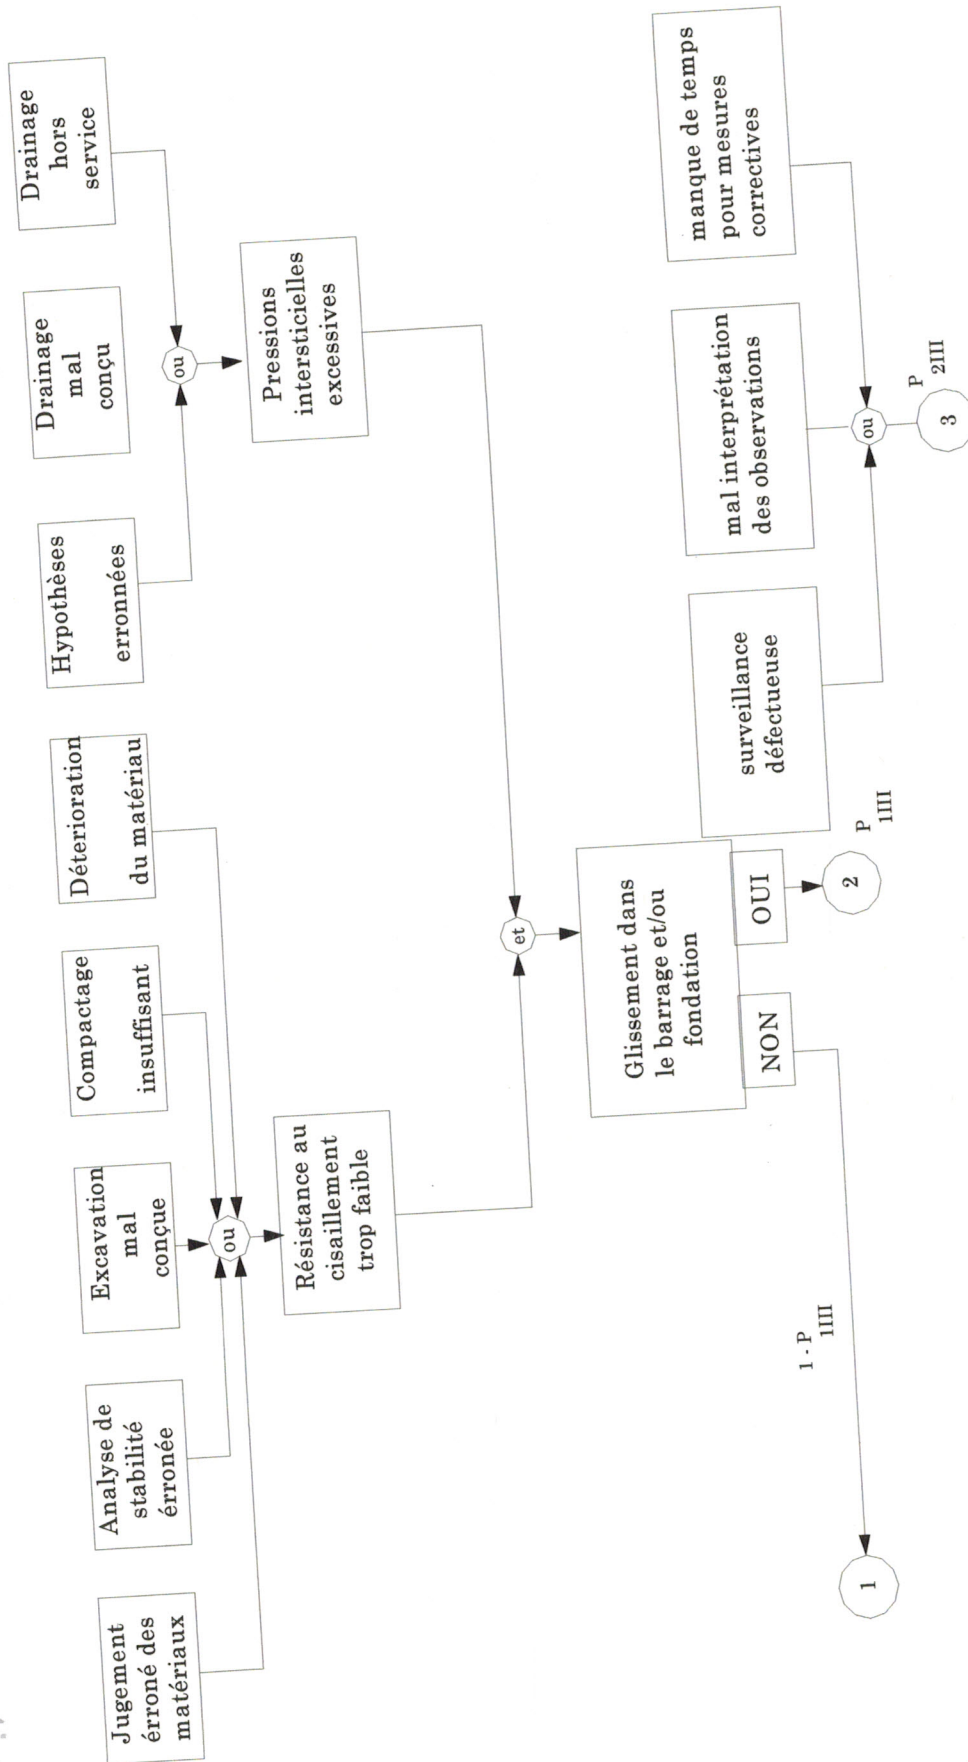 Jugement
érroné des
matériaux
Analyse de
stabilité
érronée
Excavation
mal
conçue
Compactage
insuffisant
Déterioration
du matériau
Hypothèses
erronnées
Drainage
mal
conçu
Drainage
hors
service
ou
ou
Résistance au
cisaillement
trop faible
Pressions
intersticielles
excessives
et
Glissement dans
le barrage et/ou
fondation
NON
OUI
surveillance
défectueuse
mal interprétation
des observations
manque de temps
pour mesures
correctives
ou
1 - P
1III
P
1III
P
2III
1
2
3